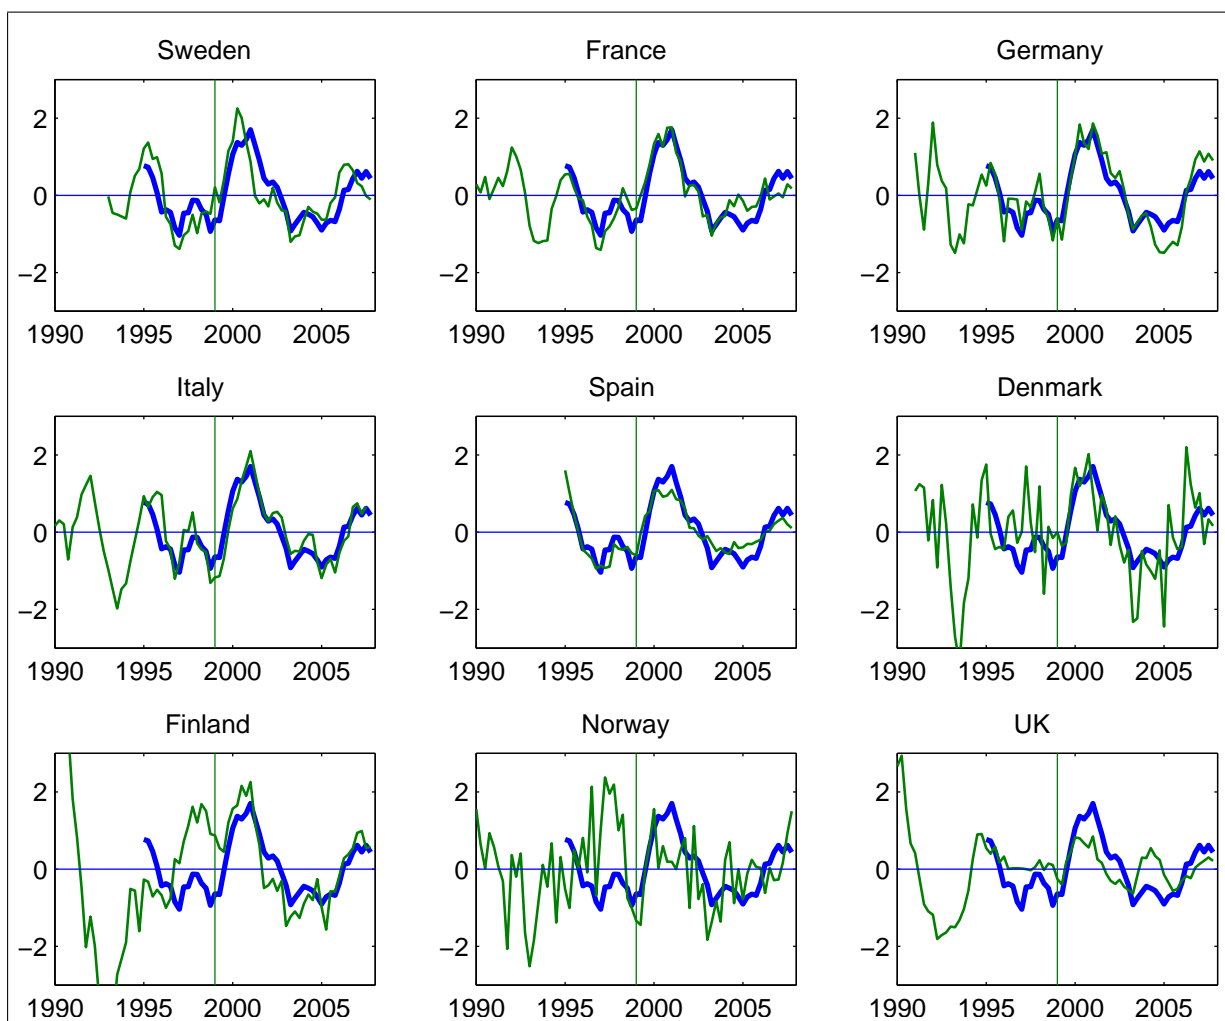 Sweden France Germany
2 2 2
0 0 0
−2 −2 −2
1990 1995 2000 2005 1990 1995 2000 2005 1990 1995 2000 2005
Italy Spain Denmark
2 2 2
0 0 0
−2 −2 −2
1990 1995 2000 2005 1990 1995 2000 2005 1990 1995 2000 2005
Finland Norway UK
2 2 2
0 0 0
−2 −2 −2
1990 1995 2000 2005 1990 1995 2000 2005 1990 1995 2000 2005